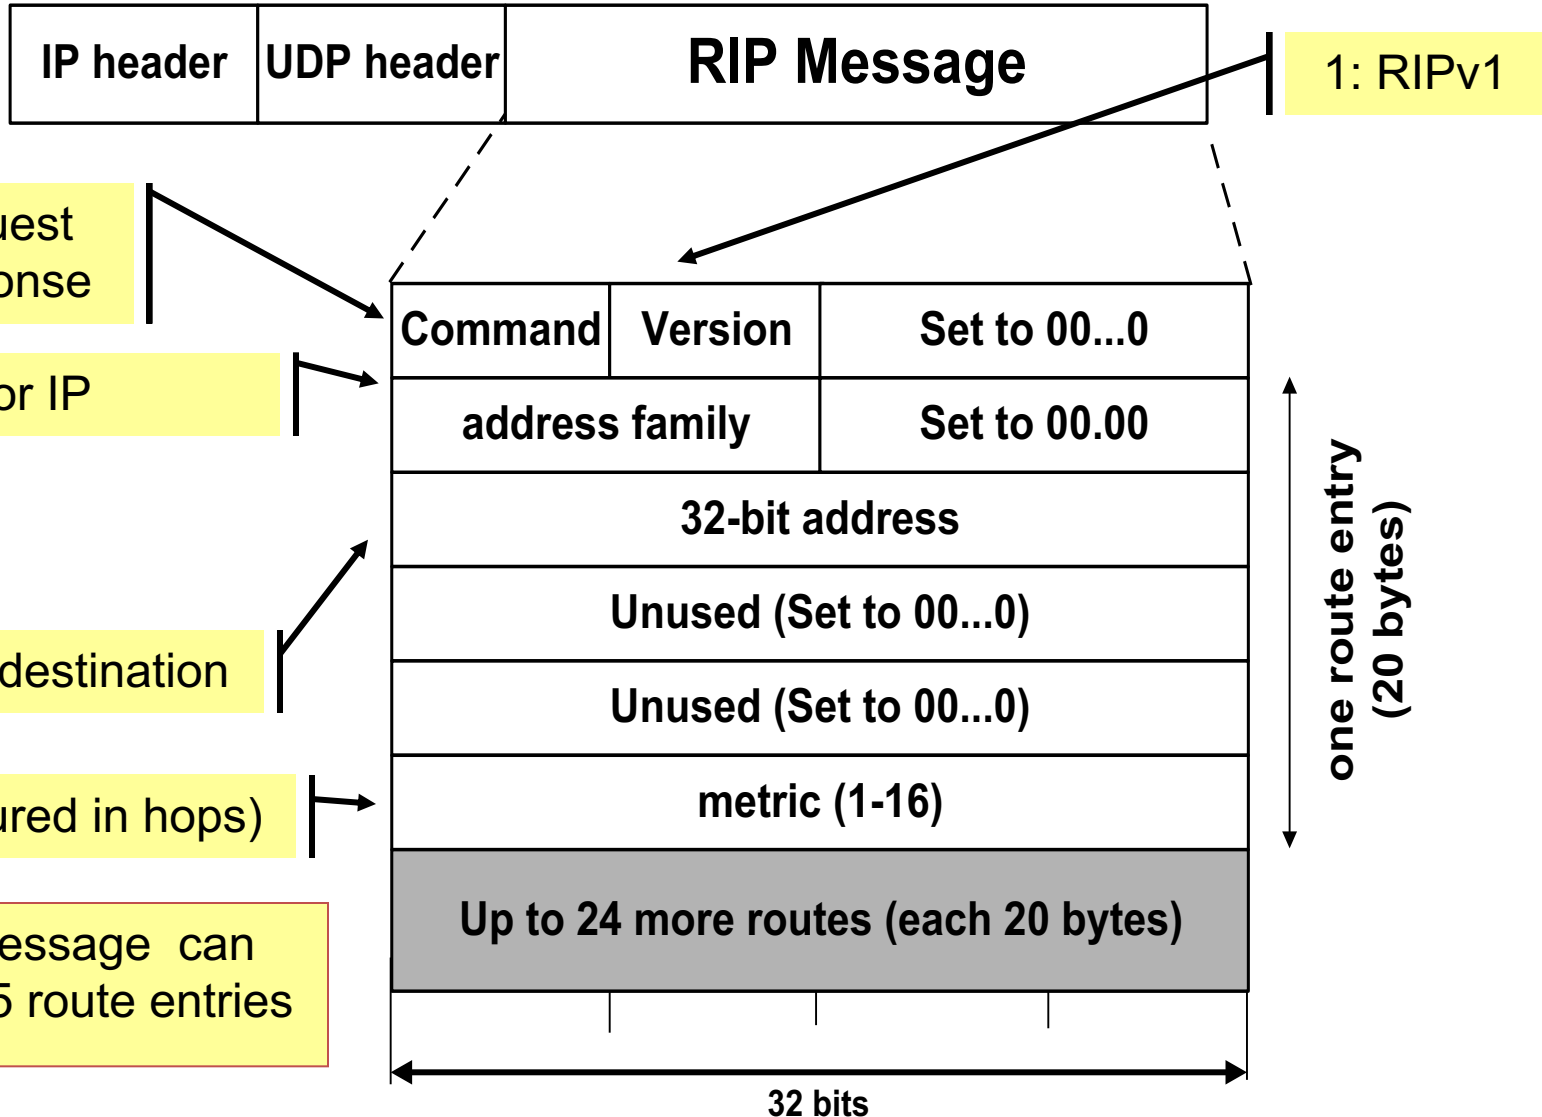 IP header UDP header RIP Message
1: RIPv1
onse
Command Version Set to 00...0
or IP
address family Set to 00.00
32-bit address
Unused (Set to 00...0)
destination
Unused (Set to 00...0)
ured in hops)
metric (1-16)
one route entry
(20 bytes)
Up to 24 more routes (each 20 bytes)
essage can
5 route entries
32 bits